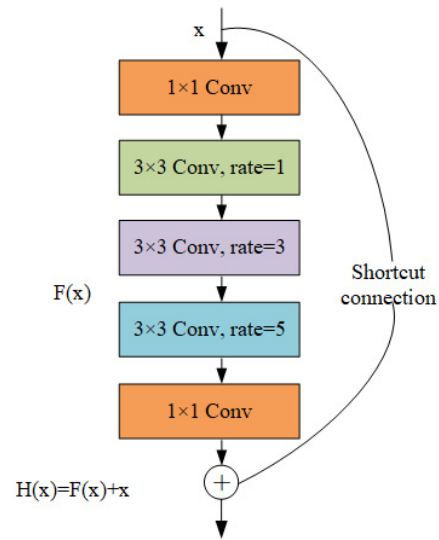 x
1×1 Conv
3×3 Conv, rate=1
3×3 Conv, rate=3
Shortcut
connection
F(x)
3×3 Conv, rate=5
1×1 Conv
+
H(x)=F(x)+x